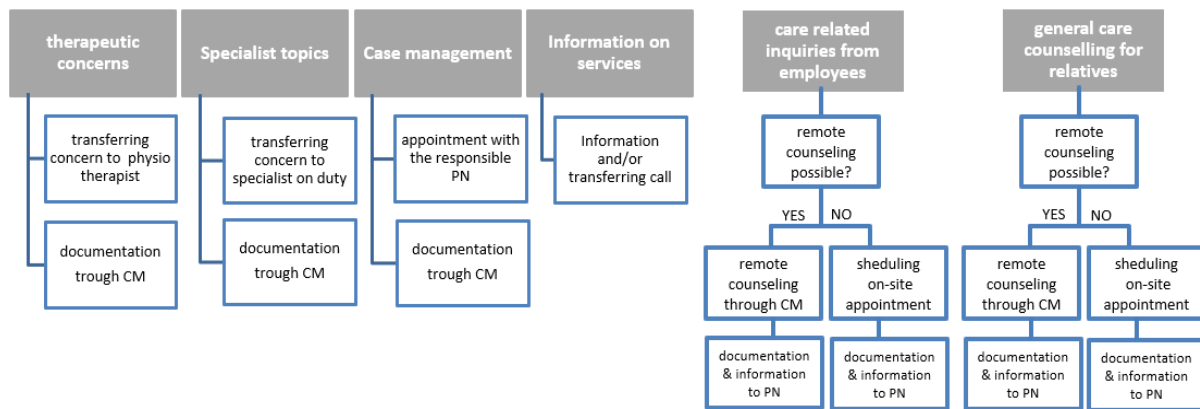 therapeutic
concerns
transferring
concern to  physio
therapist
documentation
trough CM
Specialist topics
transferring
concern to
specialist on duty
documentation
trough CM
Case management
appointment with
the responsible
PN
documentation
trough CM
Information on
services
Information
and/or
transferring call
care related
inquiries from
employees
remote
counseling
possible?
YES
NO
remote
counseling
through CM
sheduling
on-site
appointment
documentation
& information
to PN
documentation
& information
to PN
general care
counselling for
relatives
remote
counseling
possible?
YES
NO
remote
counseling
through CM
sheduling
on-site
appointment
documentation
& information
to PN
documentation
& information
to PN